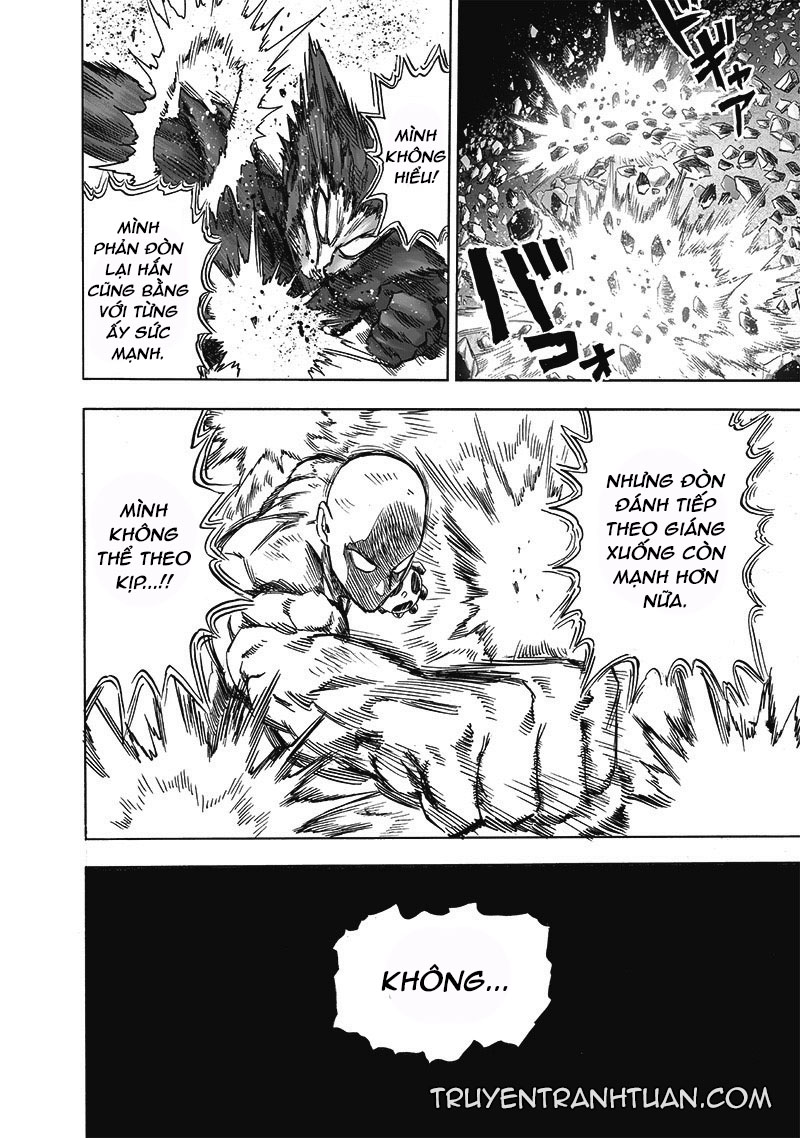 ドギャア
バコォ
MÌNH
KHÔNG
HIỂU!
MÌNH
PHẢN ĐÒN
LẠI HẮN
CŨNG BẰNG
VỚI TỪNG
ẤY SỨC
MẠNH.
NHƯNG ĐÒN
ĐÁNH TIẾP
THEO GIÁNG
XUỐNG CÒN
MẠNH HƠN
NỮA.
MÌNH
KHÔNG
THỂ THEO
KỊP...!!
KHÔNG...
TRUYENTRANHTUAN.COM